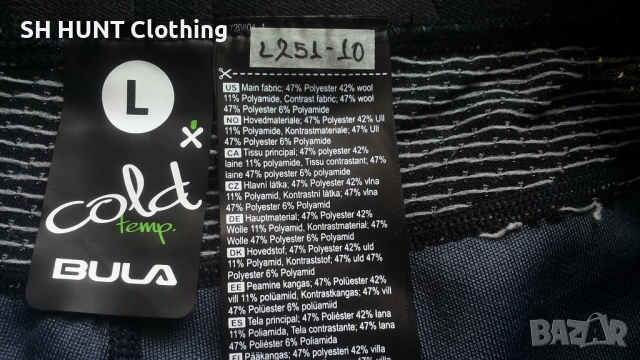 SH HUNT Clothing
L
cold
temp.
BULA
L251-10
US Main fabric; 47% Polyester 42% wool
11% Polyamide, Contrast fabric; 47% wool
47% Polyester 6% Polyamide
NO Hovedmateriale; 47% Polyester 42% Ull
11% Polyamide, Kontrastmateriale; 47% Ull
47% Polyester 6% Polyamide
CA Tissu principal; 47% polyester 42%
laine 11% polyamide, Tissu contrastant; 47%
laine 47% polyester 6% polyamide
CZ Hlavní látka; 47% Polyester 42% vlna
11% Polyamid, Kontrastní látka; 47% vlna
47% Polyester 6% Polyamid
DE Hauptmaterial; 47% Polyester 42%
Wolle 11% Polyamid, Kontrastmaterial; 47%
Wolle 47% Polyester 6% Polyamid
DK Hovedstof; 47% Polyester 42% uld
11% Polyamid, Kontraststof; 47% uld 47%
Polyester 6% Polyamid
EE Peamine kangas; 47% Polüester 42%
vill 11% polüamiid, Kontrastkangas; 47% vill
47% Polüester 6% polüamiid
ES Tela principal; 47% Poliéster 42% lana
11% Poliamida, Tela contrastante; 47% lana
47% Poliéster 6% Poliamida
FI Pääkangas; 47% Polyesteri 42% villa
BAZAR